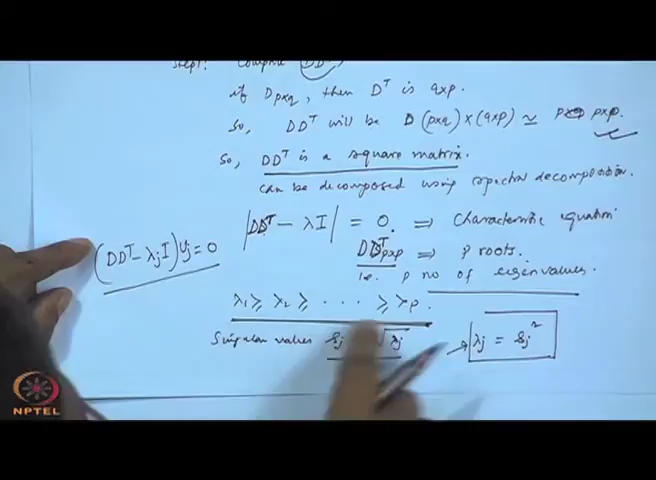 Step1 Compute (DDᵀ)
if D p×q, then Dᵀ is q×p.
So, DDᵀ will be D (p×q)×(q×p) ≃ p×p.
So, DDᵀ is a square matrix.
can be decomposed using spectral decomposition.
|DDᵀ − λI| = 0. ⇒ Characteristic equation
(DDᵀ − λjI)yj = 0
DDᵀp×p ⇒ p roots.
i.e. p no of eigenvalues.
λ1 ≥ λ2 ≥ . . . . ≥ λp.
Singular values
λj = δj²
NPTEL